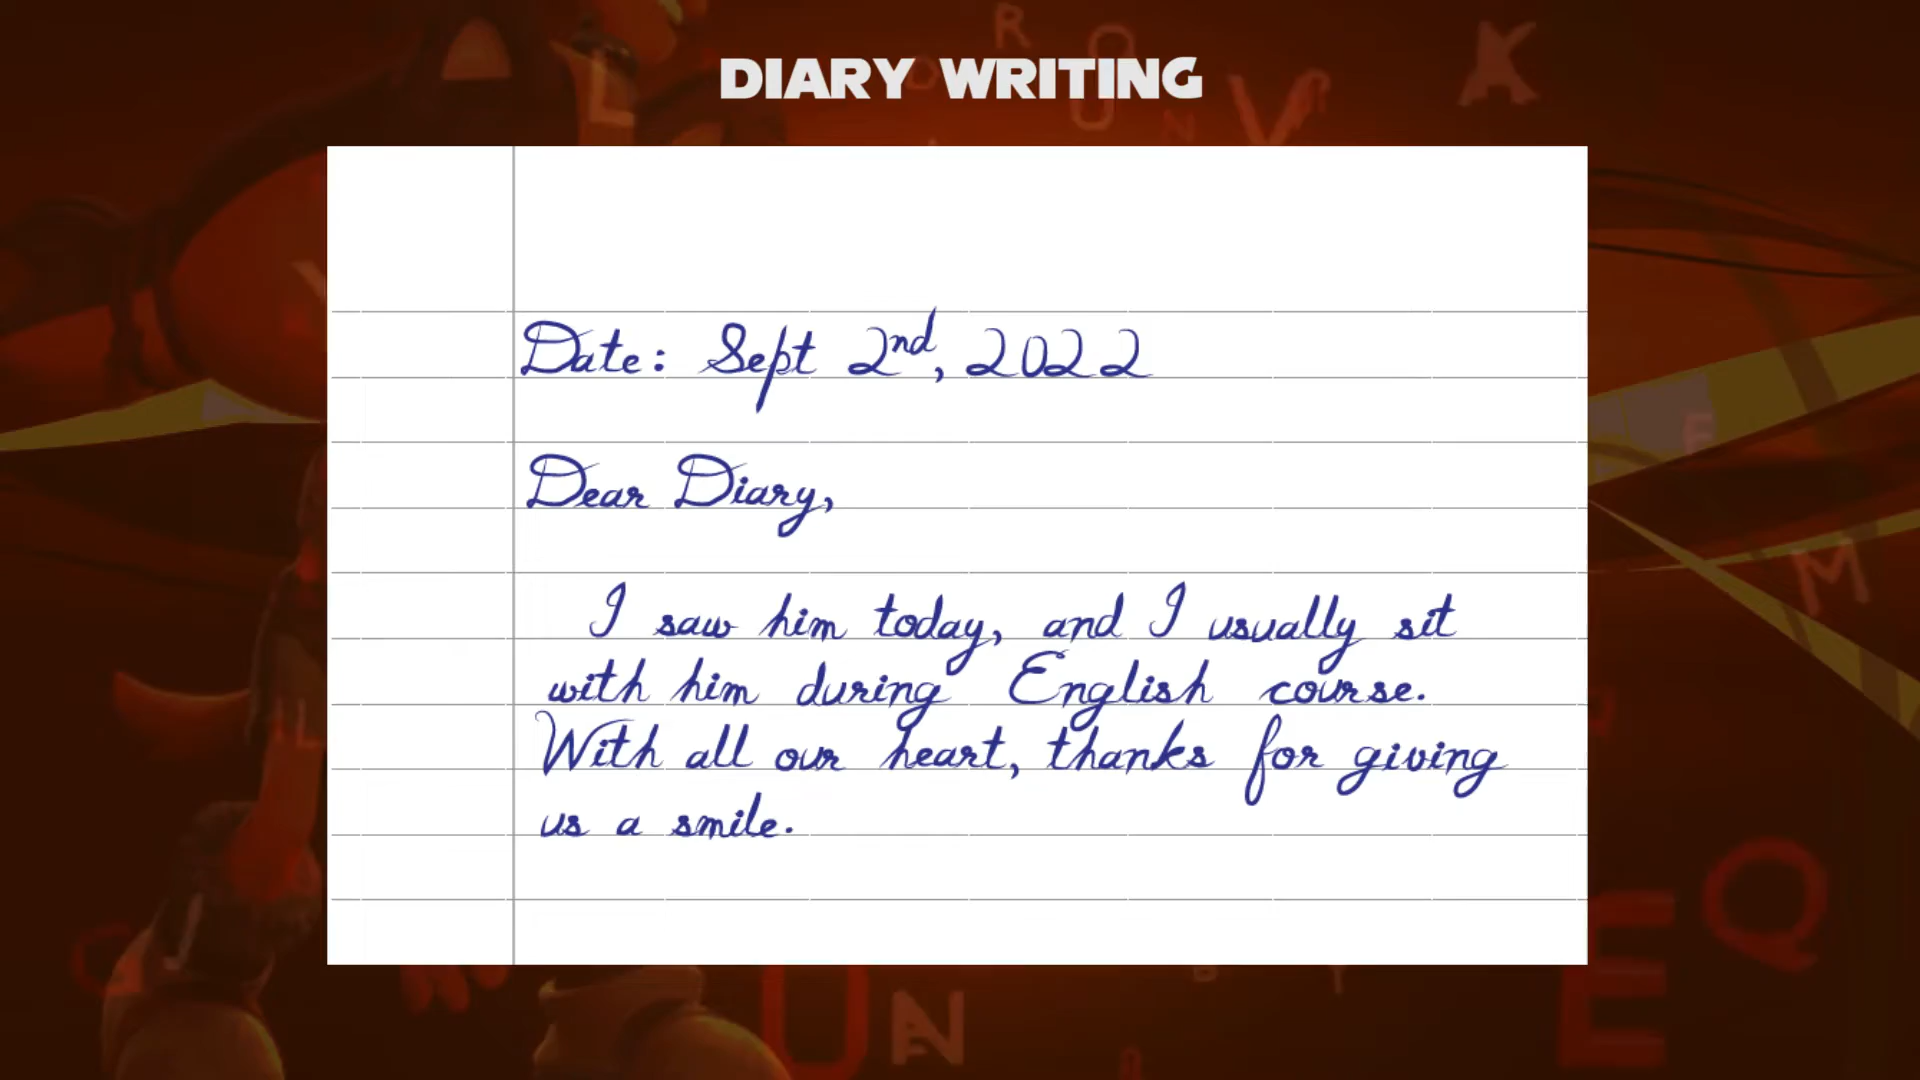 DIARY WRITING
Date: Sept 2nd, 2022
Dear Diary,
I saw him today, and I usually sit
with him during English course.
With all our heart, thanks for giving
us a smile.